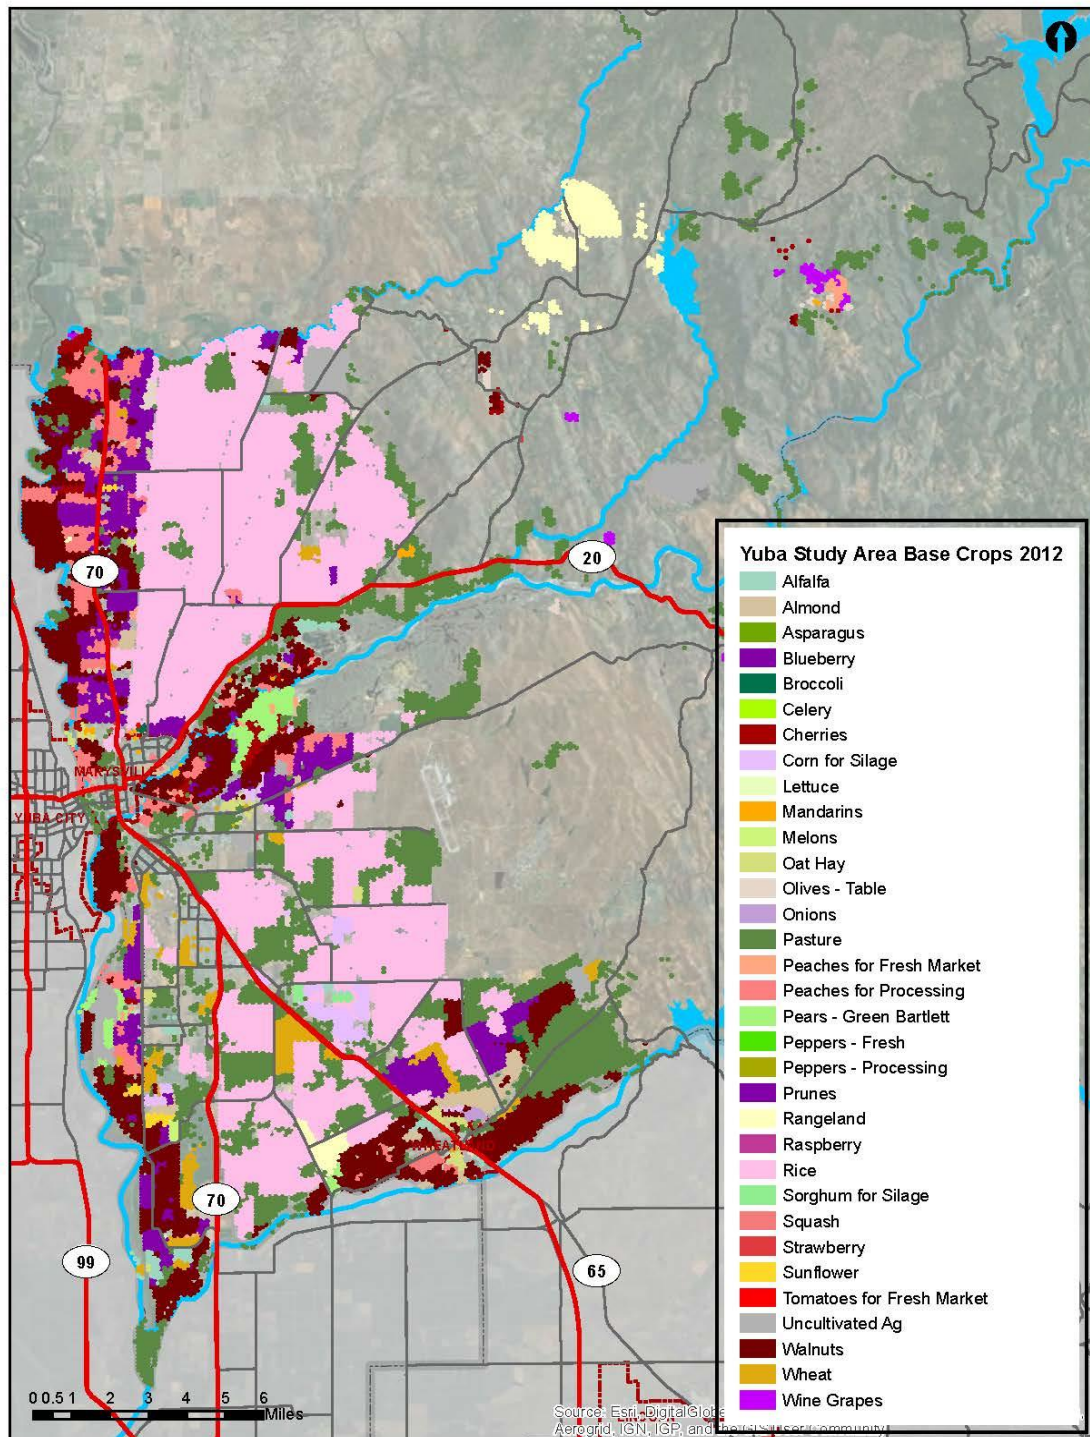 20
Yuba Study Area Base Crops 2012
Alfalfa
Almond
Asparagus
Blueberry
Broccoli
Celery
Cherries
Corn for Silage
Lettuce
Mandarins
Melons
Oat Hay
Olives - Table
Onions
Pasture
Peaches for Fresh Market
Peaches for Processing
Pears - Green Bartlett
Peppers - Fresh
Peppers - Processing
Prunes
Rangeland
Raspberry
Rice
Sorghum for Silage
Squash
Strawberry
Sunflower
Tomatoes for Fresh Market
Uncultivated Ag
Walnuts
Wheat
Wine Grapes
70
MARYSVILLE
YUBA CITY
WHEATLAND
70
99
65
LINCOLN
0 0.5 1 2 3 4 5 6
Miles
Source: Esri, DigitalGlobe
Aerogrid, IGN, IGP, and the GIS User Community